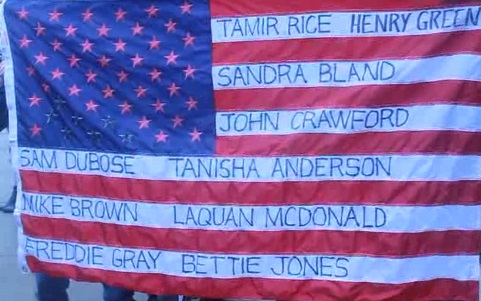 TAMIR RICE HENRY GREEN
SANDRA BLAND
JOHN CRAWFORD
SAM DUBOSE TANISHA ANDERSON
MIKE BROWN LAQUAN MCDONALD
FREDDIE GRAY BETTIE JONES